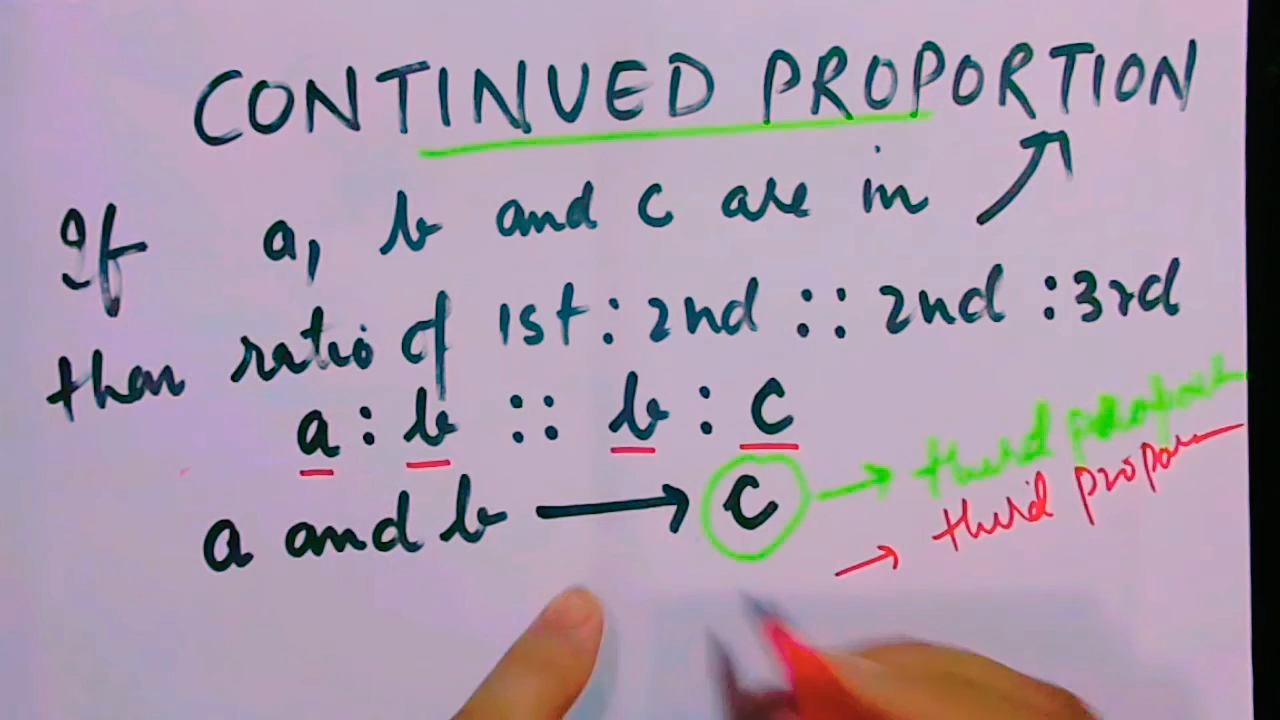 CONTINUED PROPORTION
If a, b and c are in
then ratio of 1st : 2nd :: 2nd : 3rd
a : b :: b : c
a and b → c → third
→ third